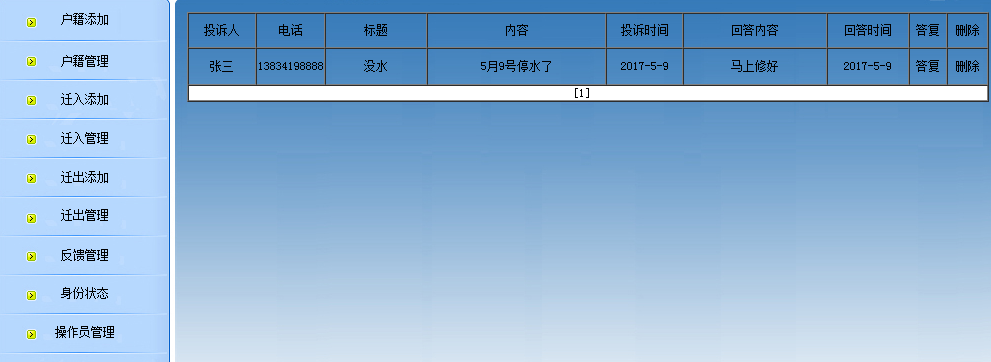 户籍添加
户籍管理
迁入添加
迁入管理
迁出添加
迁出管理
反馈管理
身份状态
操作员管理
投诉人 电话 标题 内容 投诉时间 回答内容 回答时间 答复 删除
张三 13834198888 没水 5月9号停水了 2017-5-9 马上修好 2017-5-9 答复 删除
[1]